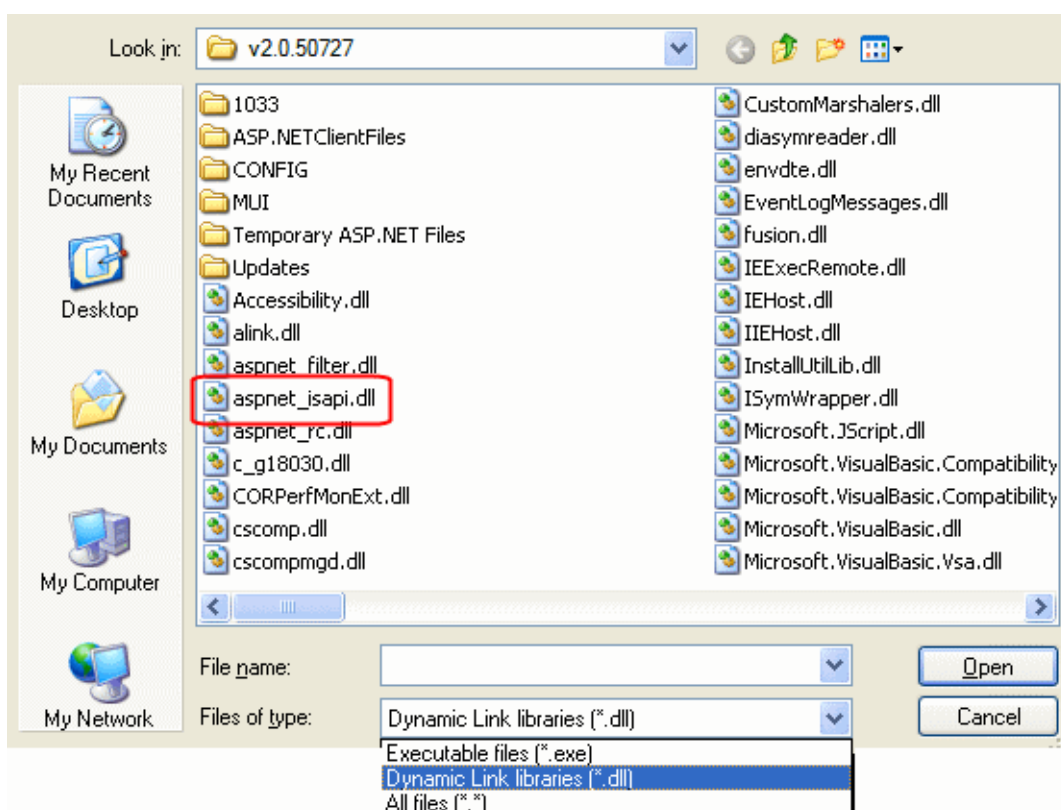 Look in: v2.0.50727
My Recent
Documents
Desktop
My Documents
My Computer
My Network
1033
ASP.NETClientFiles
CONFIG
MUI
Temporary ASP.NET Files
Updates
Accessibility.dll
alink.dll
aspnet_filter.dll
aspnet_isapi.dll
aspnet_rc.dll
c_g18030.dll
CORPerfMonExt.dll
cscomp.dll
cscompmgd.dll
CustomMarshalers.dll
diasymreader.dll
envdte.dll
EventLogMessages.dll
fusion.dll
IEExecRemote.dll
IEHost.dll
IIEHost.dll
InstallUtilLib.dll
ISymWrapper.dll
Microsoft.JScript.dll
Microsoft.VisualBasic.Compatibility
Microsoft.VisualBasic.Compatibility
Microsoft.VisualBasic.dll
Microsoft.VisualBasic.Vsa.dll
File name: Open
Files of type: Dynamic Link libraries (*.dll) Cancel
Executable files (*.exe)
Dynamic Link libraries (*.dll)
All files (*.*)